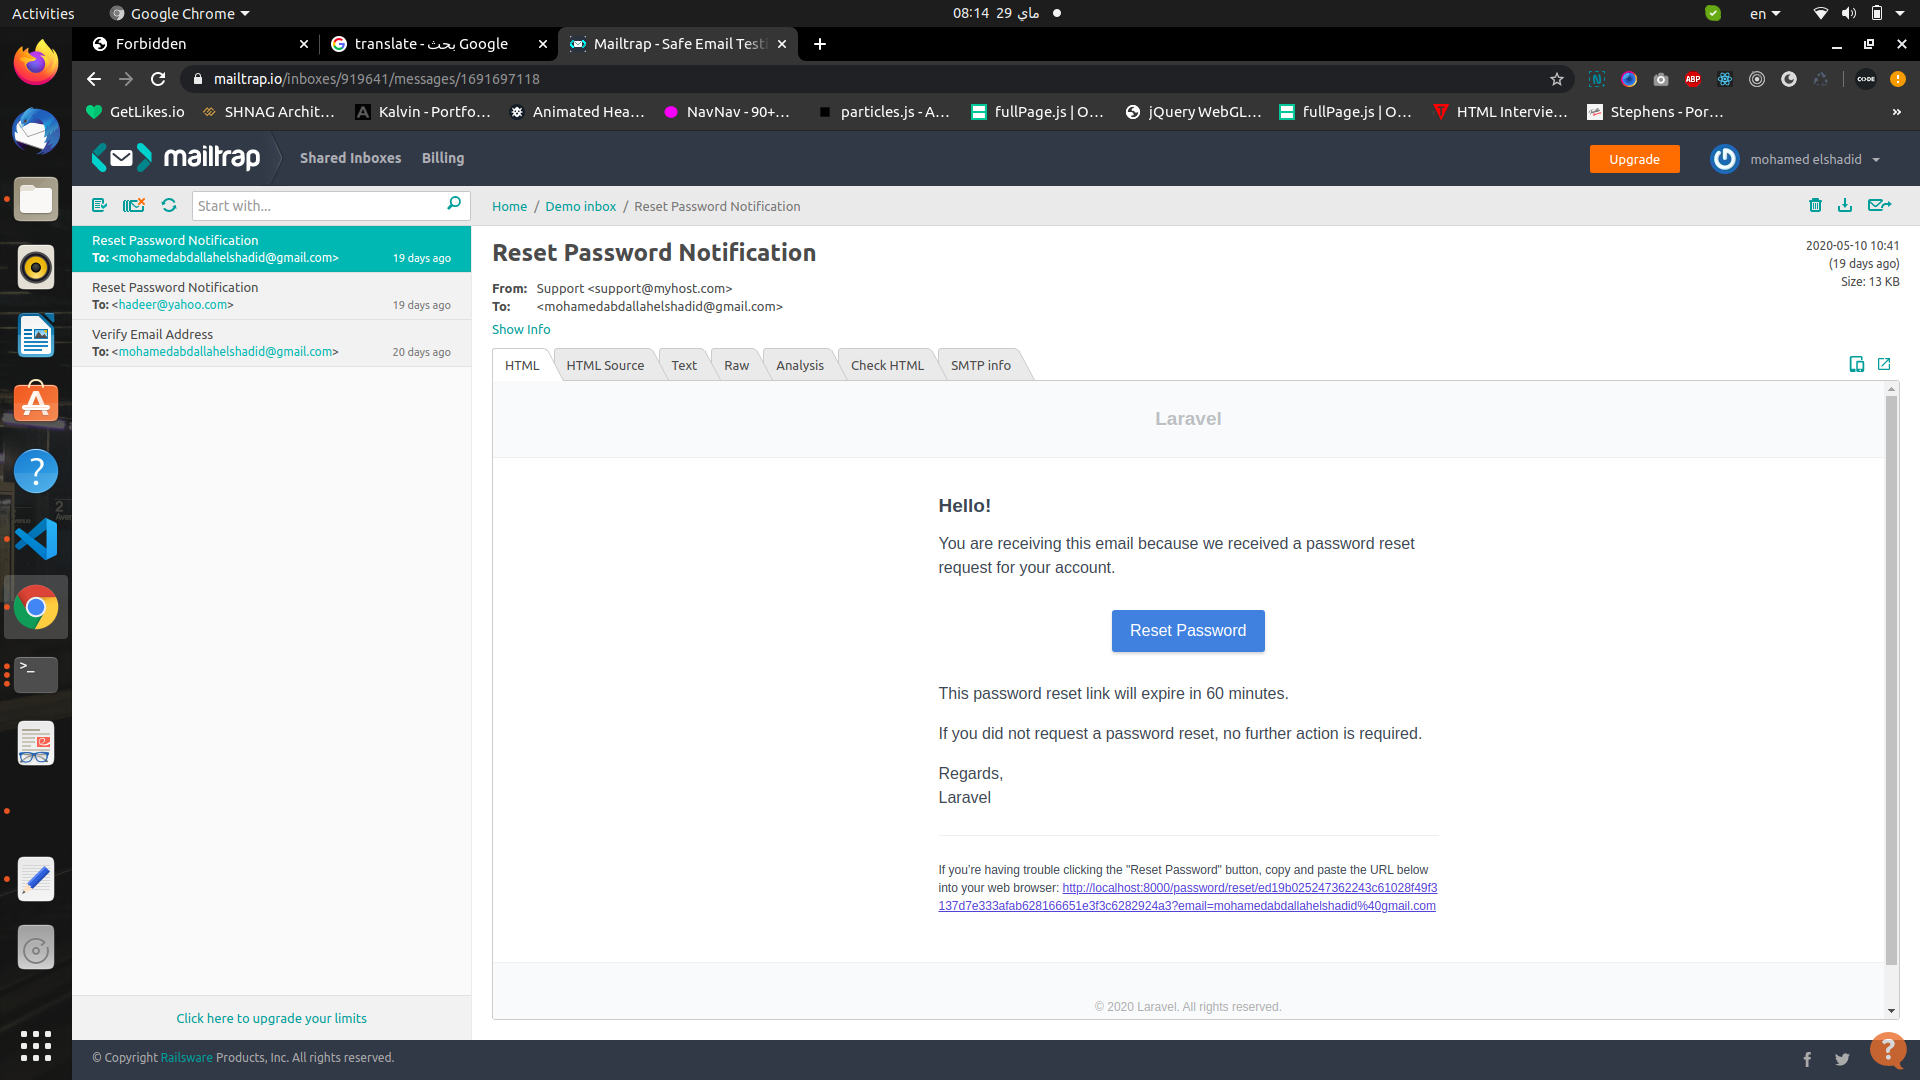 Activities
Google Chrome
08:14 29 ماي
en
Forbidden
translate - بحث Google
Mailtrap - Safe Email Testi
mailtrap.io/inboxes/919641/messages/1691697118
ABP
CODE
GetLikes.io
SHNAG Archit…
Kalvin - Portfo…
Animated Hea…
NavNav - 90+…
particles.js - A…
fullPage.js | O…
jQuery WebGL…
fullPage.js | O…
HTML Intervie…
Stephens - Por…
»
mailtrap
Shared Inboxes
Billing
Upgrade
mohamed elshadid
Start with...
Home / Demo inbox / Reset Password Notification
Reset Password Notification
To: <mohamedabdallahelshadid@gmail.com>
19 days ago
Reset Password Notification
To: <hadeer@yahoo.com>
19 days ago
Verify Email Address
To: <mohamedabdallahelshadid@gmail.com>
20 days ago
Click here to upgrade your limits
Reset Password Notification
2020-05-10 10:41
(19 days ago)
Size: 13 KB
From: Support <support@myhost.com>
To: <mohamedabdallahelshadid@gmail.com>
Show Info
HTML
HTML Source
Text
Raw
Analysis
Check HTML
SMTP info
Laravel
Hello!
You are receiving this email because we received a password reset
request for your account.
Reset Password
This password reset link will expire in 60 minutes.
If you did not request a password reset, no further action is required.
Regards,
Laravel
If you’re having trouble clicking the "Reset Password" button, copy and paste the URL below
into your web browser: http://localhost:8000/password/reset/ed19b025247362243c61028f49f3
137d7e333afab628166651e3f3c6282924a3?email=mohamedabdallahelshadid%40gmail.com
© 2020 Laravel. All rights reserved.
© Copyright Railsware Products, Inc. All rights reserved.